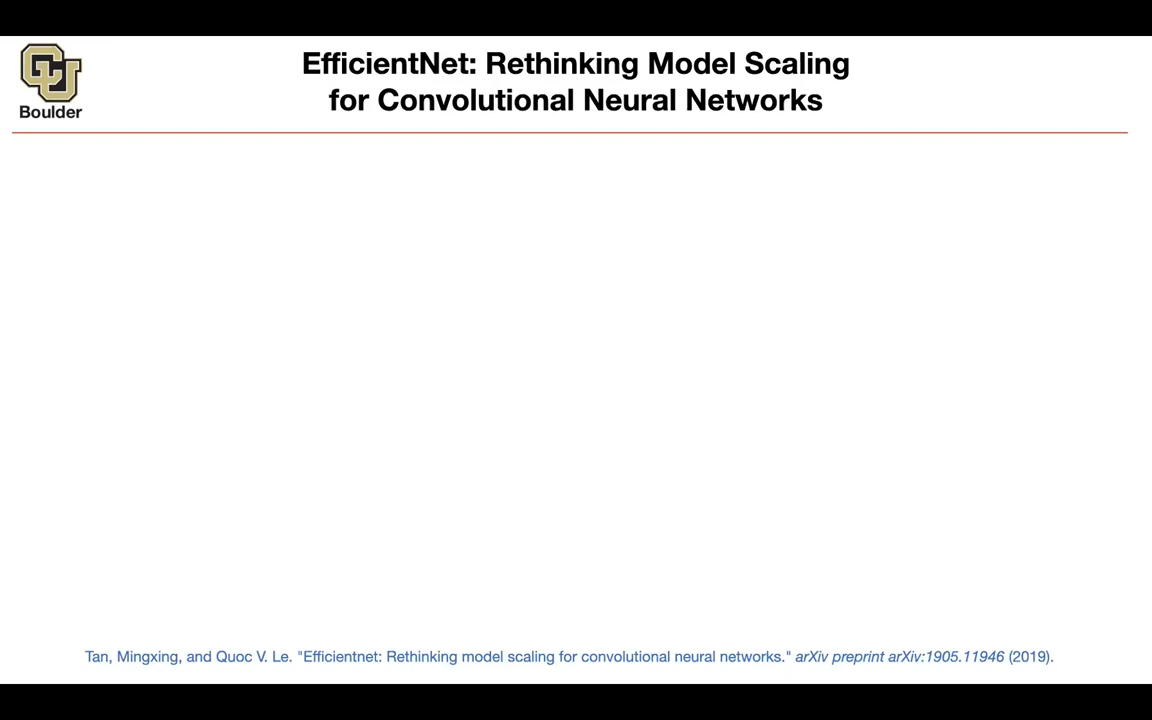 CU
Boulder
EfficientNet: Rethinking Model Scaling
for Convolutional Neural Networks
Tan, Mingxing, and Quoc V. Le. "Efficientnet: Rethinking model scaling for convolutional neural networks." arXiv preprint arXiv:1905.11946 (2019).